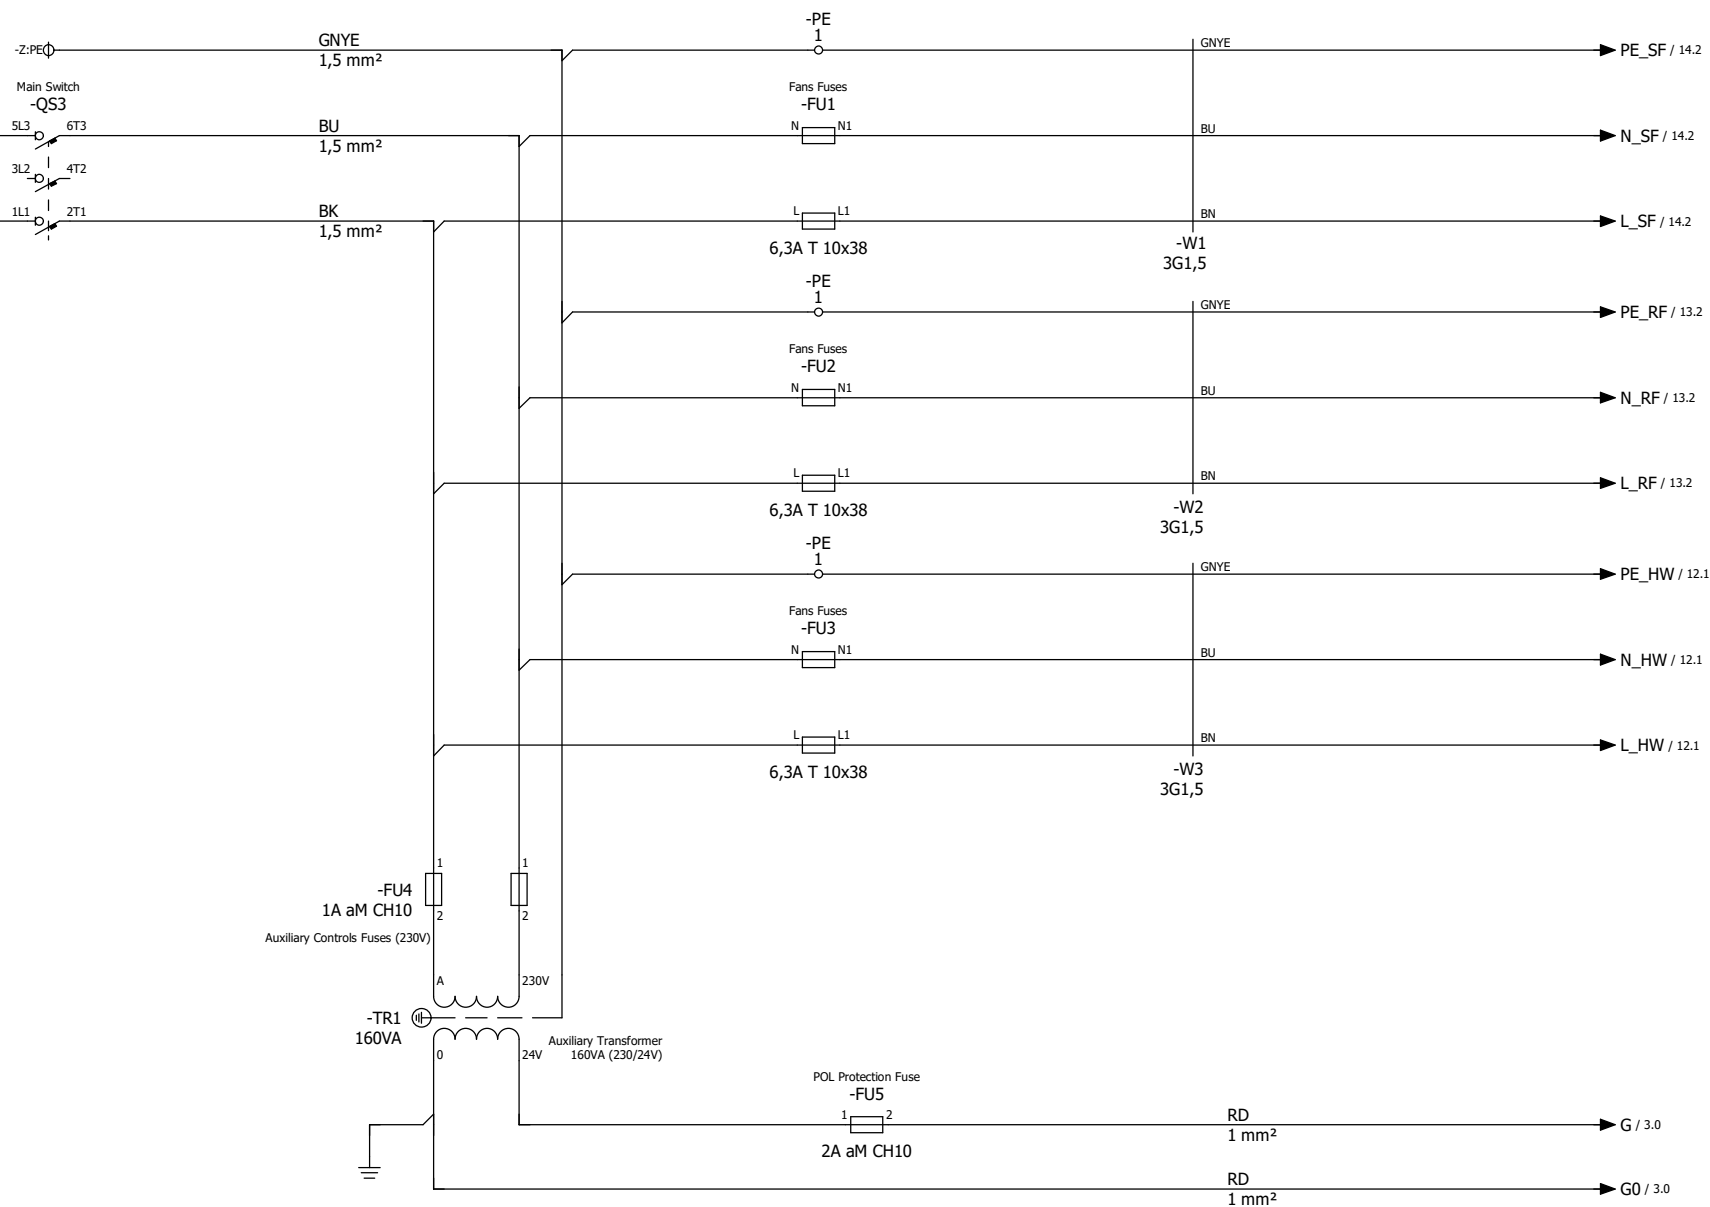 -PE
1
-Z:PE
GNYE
1,5 mm²
GNYE
PE_SF / 14.2
Main Switch
-QS3
Fans Fuses
-FU1
5L3
6T3
BU
1,5 mm²
N
N1
BU
N_SF / 14.2
3L2
4T2
1L1
2T1
BK
1,5 mm²
L
L1
BN
L_SF / 14.2
6,3A T 10x38
-W1
3G1,5
-PE
1
GNYE
PE_RF / 13.2
Fans Fuses
-FU2
N
N1
BU
N_RF / 13.2
L
L1
BN
L_RF / 13.2
6,3A T 10x38
-W2
3G1,5
-PE
1
GNYE
PE_HW / 12.1
Fans Fuses
-FU3
N
N1
BU
N_HW / 12.1
L
L1
BN
L_HW / 12.1
6,3A T 10x38
-W3
3G1,5
1
1
-FU4
1A aM CH10
2
2
Auxiliary Controls Fuses (230V)
A
230V
-TR1
160VA
0
24V
Auxiliary Transformer
160VA (230/24V)
POL Protection Fuse
-FU5
1
2
2A aM CH10
RD
1 mm²
G / 3.0
RD
1 mm²
G0 / 3.0